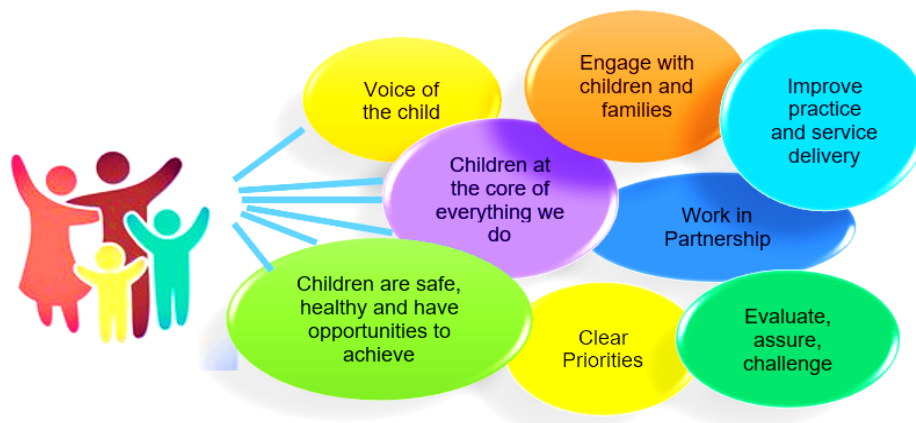 Voice of
the child
Engage with
children and
families
Improve
practice
and service
delivery
Children at
the core of
everything we
do
Work in
Partnership
Children are safe,
healthy and have
opportunities to
achieve
Clear
Priorities
Evaluate,
assure,
challenge